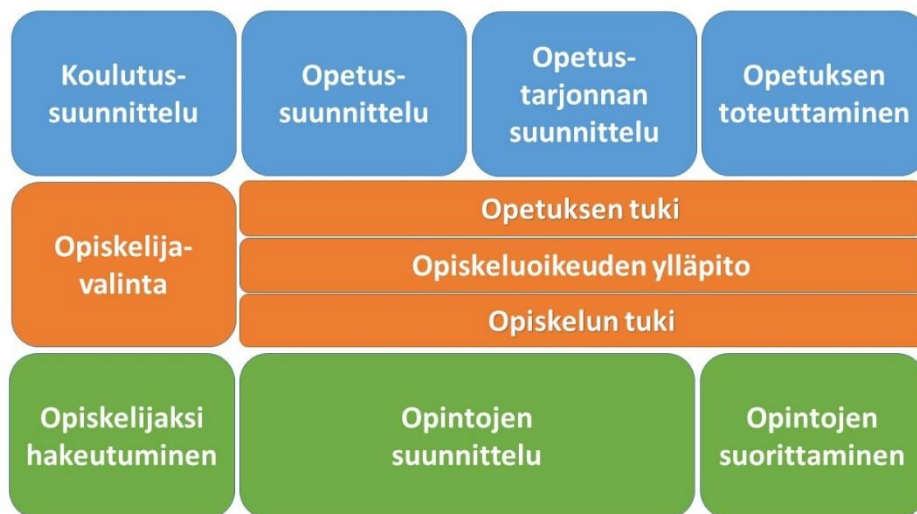 Koulutus-
suunnittelu
Opetus-
suunnittelu
Opetus-
tarjonnan
suunnittelu
Opetuksen
toteuttaminen
Opiskelija-
valinta
Opetuksen tuki
Opiskeluoikeuden ylläpito
Opiskelun tuki
Opiskelijaksi
hakeutuminen
Opintojen
suunnittelu
Opintojen
suorittaminen